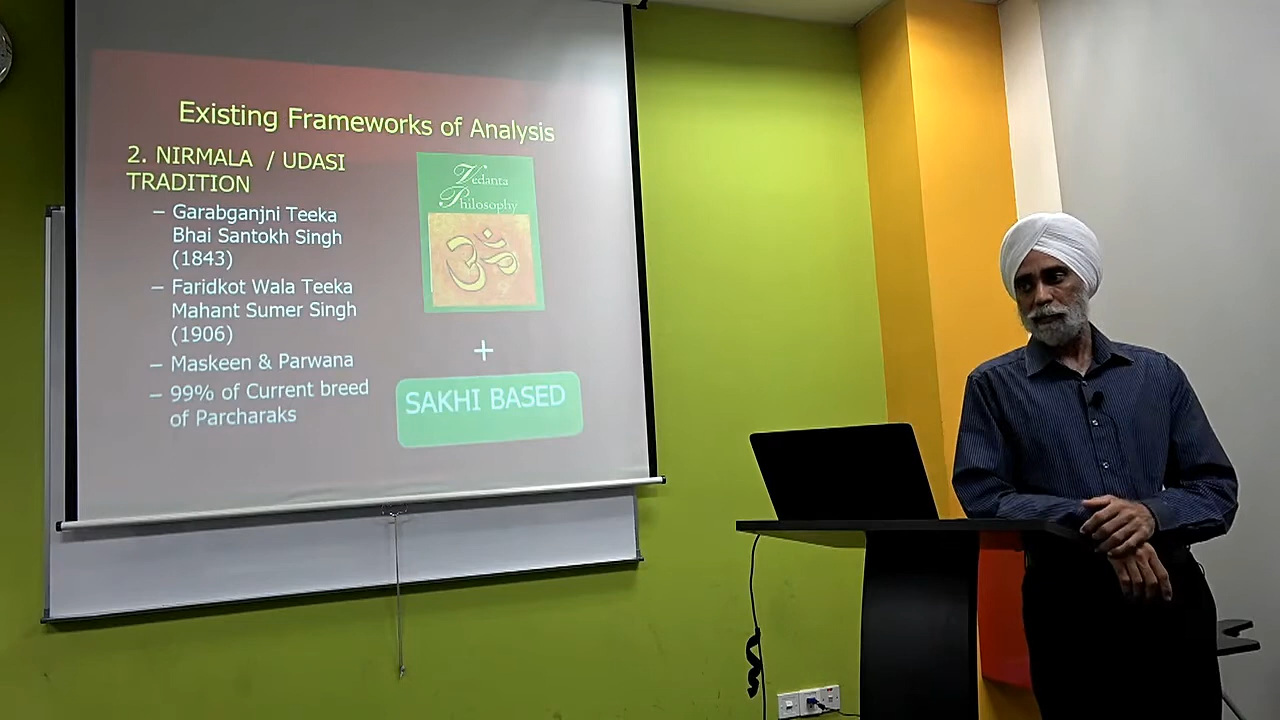 Existing Frameworks of Analysis
2. NIRMALA / UDASI
TRADITION
– Garabganjni Teeka
Bhai Santokh Singh
(1843)
– Faridkot Wala Teeka
Mahant Sumer Singh
(1906)
– Maskeen & Parwana
– 99% of Current breed
of Parcharaks
Vedanta
Philosophy
ॐ
+
SAKHI BASED